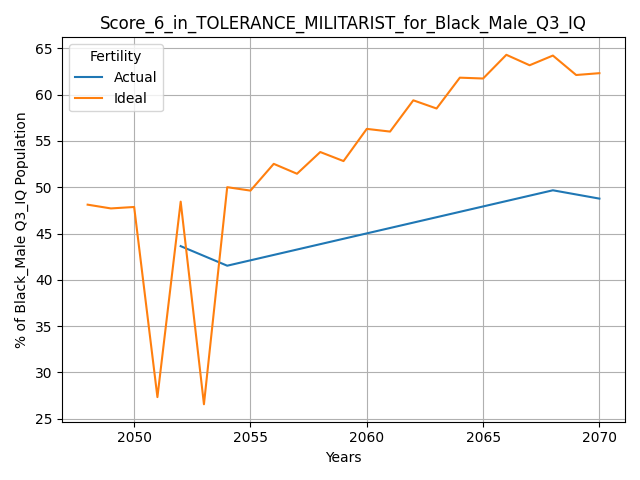 Score_6_in_TOLERANCE_MILITARIST_for_Black_Male_Q3_IQ
Fertility
Actual
Ideal
65
60
55
50
45
40
35
30
25
% of Black_Male Q3_IQ Population
2050
2055
2060
2065
2070
Years